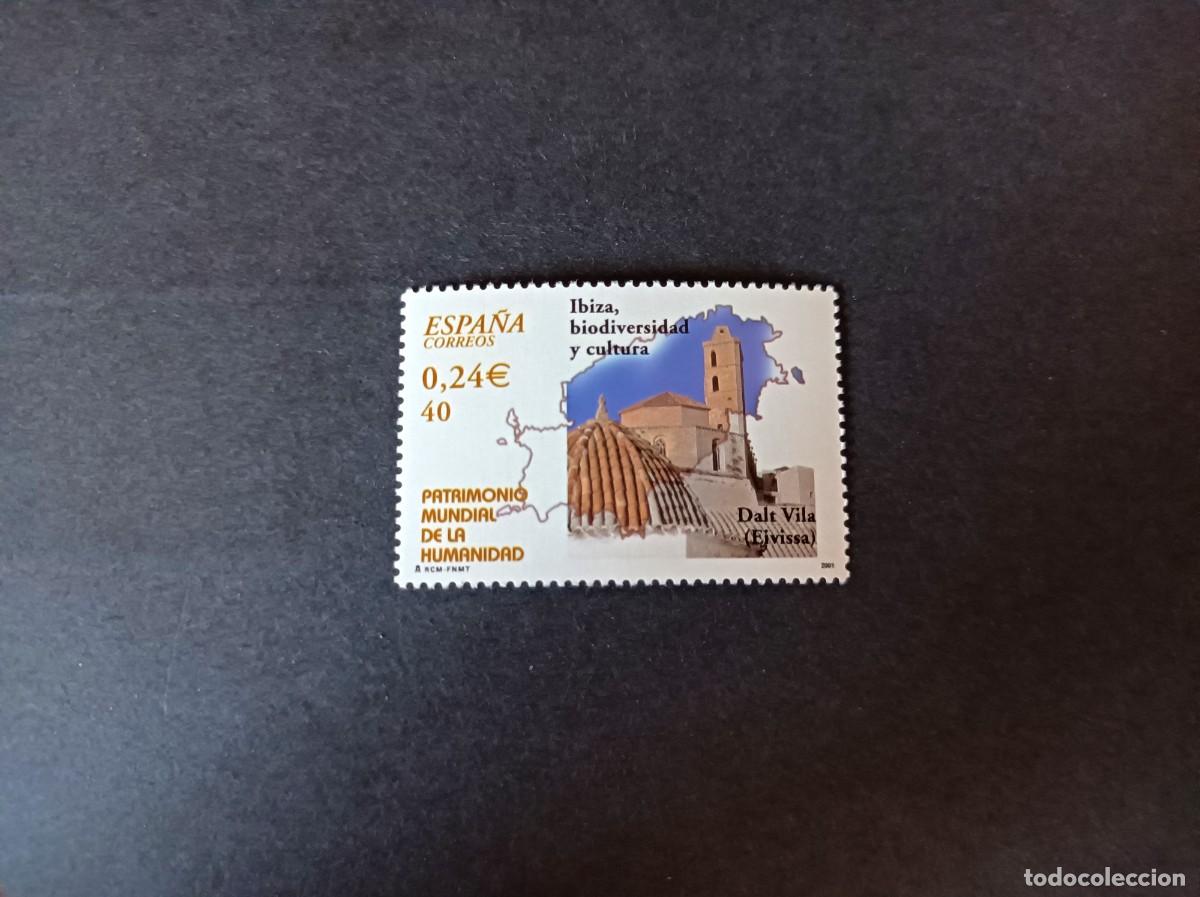 ESPAÑA
CORREOS
0,24€
40
Ibiza,
biodiversidad
y cultura
PATRIMONIO
MUNDIAL
DE LA
HUMANIDAD
RCM-FNMT
Dalt Vila
(Ejvissa)
2001
todocoleccion